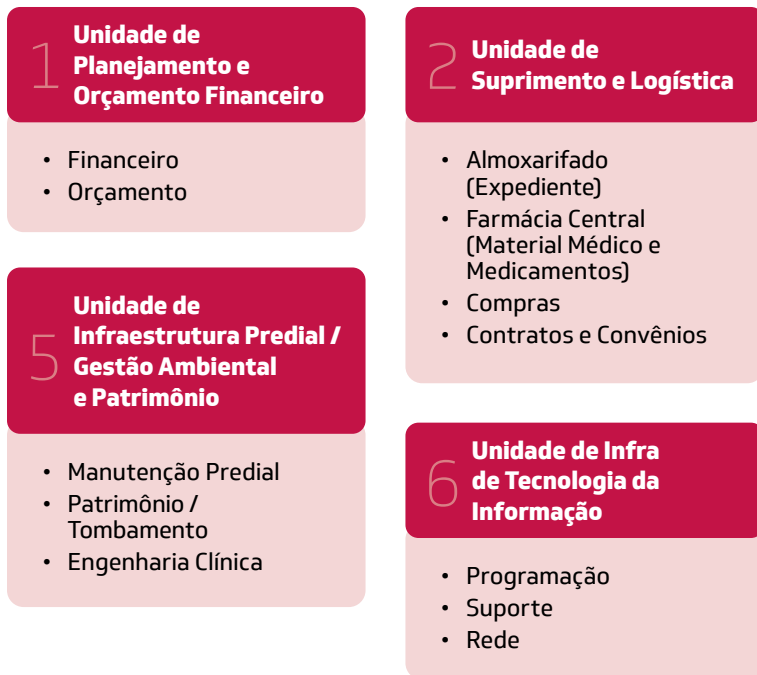 1
Unidade de
Planejamento e
Orçamento Financeiro
• Financeiro
• Orçamento
2
Unidade de
Suprimento e Logística
• Almoxarifado
(Expediente)
• Farmácia Central
(Material Médico e
Medicamentos)
• Compras
• Contratos e Convênios
5
Unidade de
Infraestrutura Predial /
Gestão Ambiental
e Patrimônio
• Manutenção Predial
• Patrimônio /
Tombamento
• Engenharia Clínica
6
Unidade de Infra
de Tecnologia da
Informação
• Programação
• Suporte
• Rede